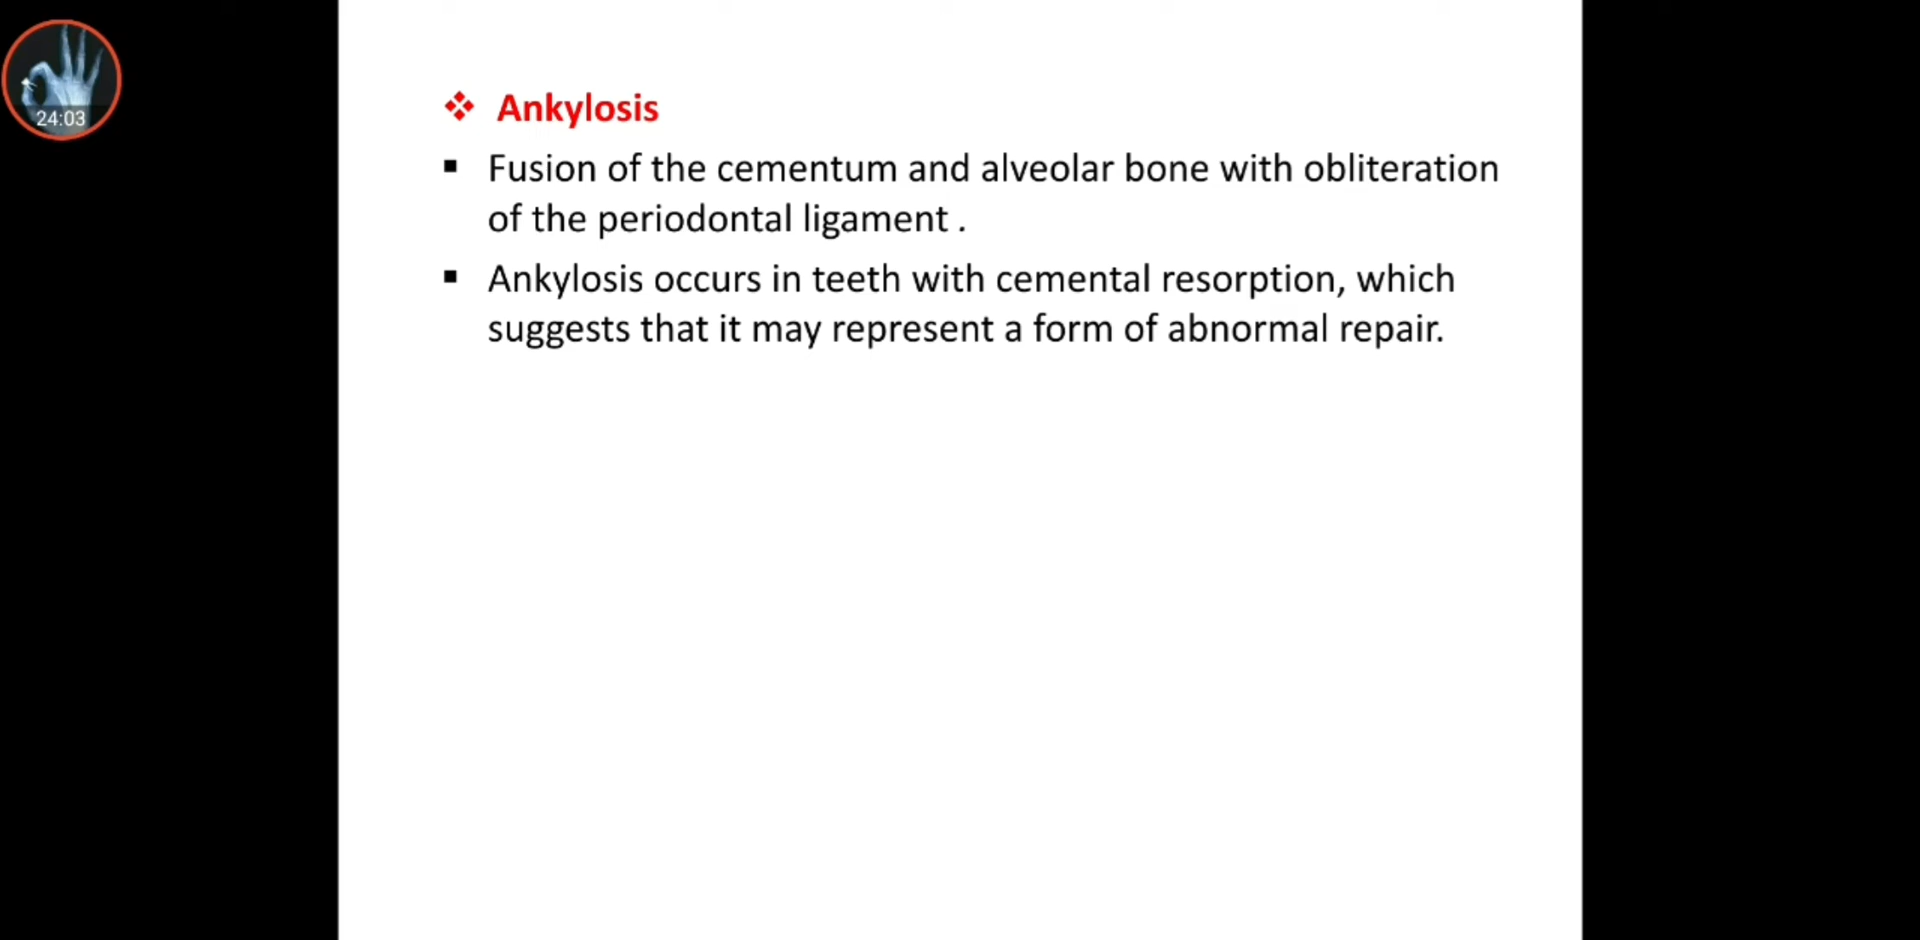 24:03
❖ Ankylosis
▪ Fusion of the cementum and alveolar bone with obliteration
of the periodontal ligament .
▪ Ankylosis occurs in teeth with cemental resorption, which
suggests that it may represent a form of abnormal repair.